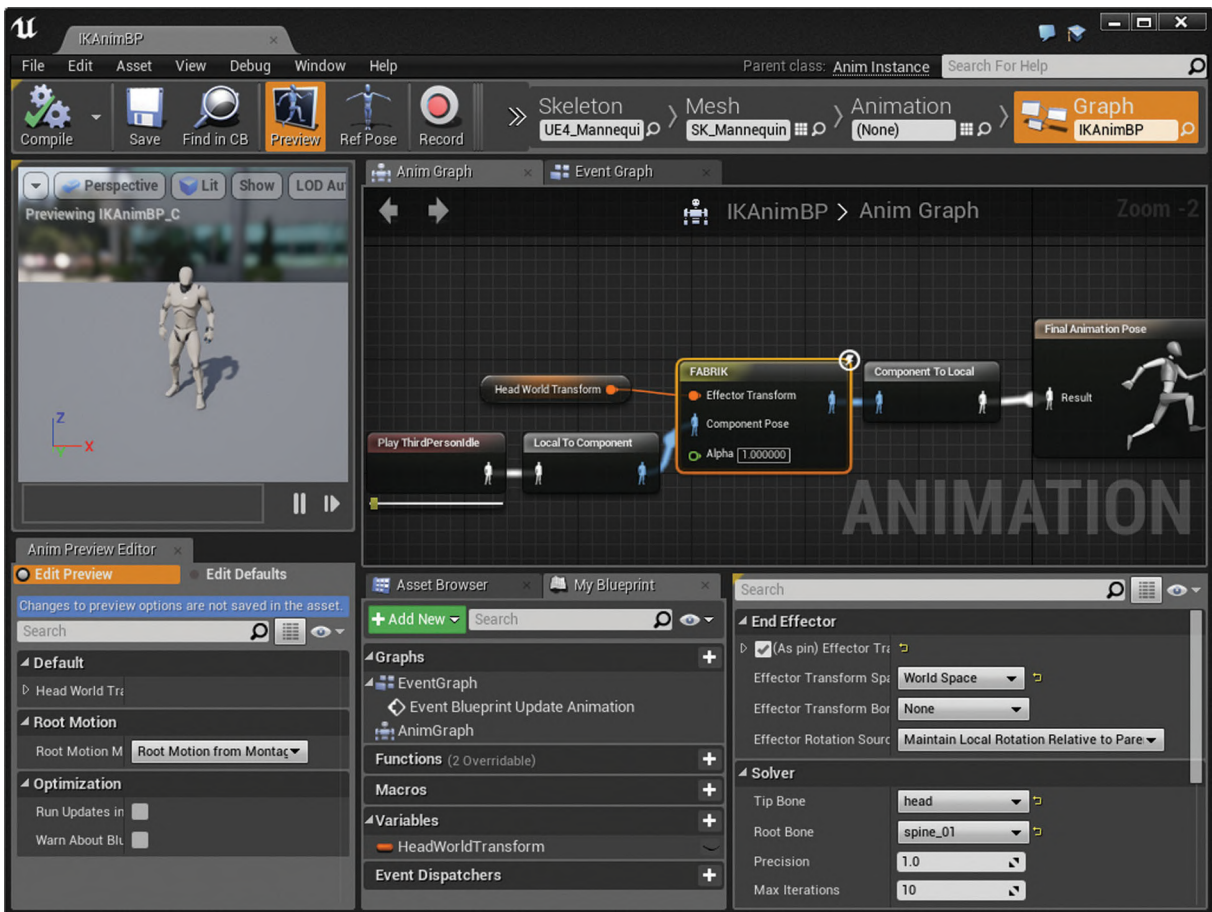 IKAnimBP
File Edit Asset View Debug Window Help
Parent class: Anim Instance
Search For Help
Compile
Save
Find in CB
Preview
Ref Pose
Record
Skeleton
UE4_Mannequi
Mesh
SK_Mannequin
Animation
(None)
Graph
IKAnimBP
Perspective
Lit
Show
LOD Au
Previewing IKAnimBP_C
Z
X
Y
Anim Graph
Event Graph
IKAnimBP > Anim Graph
Zoom -2
Head World Transform
Play ThirdPersonIdle
Local To Component
FABRIK
Effector Transform
Component Pose
Alpha 1.000000
Component To Local
Final Animation Pose
Result
ANIMATION
Anim Preview Editor
Edit Preview
Edit Defaults
Changes to preview options are not saved in the asset.
Search
Default
Head World Tra
Root Motion
Root Motion M
Root Motion from Montag
Optimization
Run Updates in
Warn About Blu
Asset Browser
My Blueprint
Add New
Search
Graphs
EventGraph
Event Blueprint Update Animation
AnimGraph
Functions (2 Overridable)
Macros
Variables
HeadWorldTransform
Event Dispatchers
Search
End Effector
(As pin) Effector Tra
Effector Transform Spa
World Space
Effector Transform Bon
None
Effector Rotation Sourc
Maintain Local Rotation Relative to Pare
Solver
Tip Bone
head
Root Bone
spine_01
Precision
1.0
Max Iterations
10